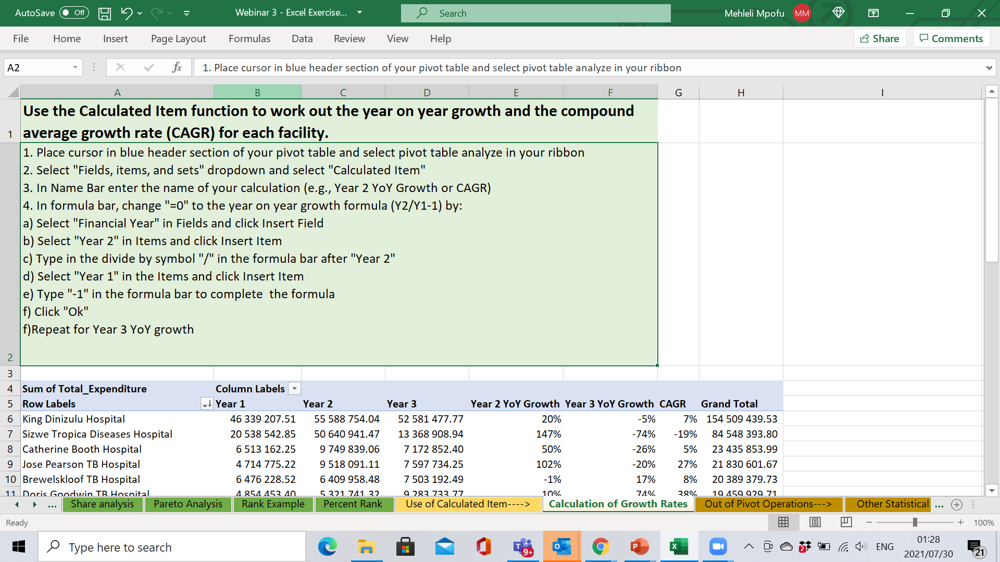 AutoSave Off Webinar 3 - Excel Exercise... Search Mehleli Mpofu MM
File Home Insert Page Layout Formulas Data Review View Help Share Comments
A2 fx 1. Place cursor in blue header section of your pivot table and select pivot table analyze in your ribbon
A B C D E F G H I
1 Use the Calculated Item function to work out the year on year growth and the compound
average growth rate (CAGR) for each facility.
1. Place cursor in blue header section of your pivot table and select pivot table analyze in your ribbon
2. Select "Fields, items, and sets" dropdown and select "Calculated Item"
3. In Name Bar enter the name of your calculation (e.g., Year 2 YoY Growth or CAGR)
4. In formula bar, change "=0" to the year on year growth formula (Y2/Y1-1) by:
a) Select "Financial Year" in Fields and click Insert Field
b) Select "Year 2" in Items and click Insert Item
c) Type in the divide by symbol "/" in the formula bar after "Year 2"
d) Select "Year 1" in the Items and click Insert Item
e) Type "-1" in the formula bar to complete  the formula
f) Click "Ok"
f)Repeat for Year 3 YoY growth
2
3
4 Sum of Total_Expenditure Column Labels
5 Row Labels Year 1 Year 2 Year 3 Year 2 YoY Growth Year 3 YoY Growth CAGR Grand Total
6 King Dinizulu Hospital 46 339 207.51 55 588 754.04 52 581 477.77 20% -5% 7% 154 509 439.53
7 Sizwe Tropica Diseases Hospital 20 538 542.85 50 640 941.47 13 368 908.94 147% -74% -19% 84 548 393.80
8 Catherine Booth Hospital 6 513 162.25 9 749 839.06 7 172 852.40 50% -26% 5% 23 435 853.99
9 Jose Pearson TB Hospital 4 714 775.22 9 518 091.11 7 597 734.25 102% -20% 27% 21 830 601.67
10 Brewelskloof TB Hospital 6 476 228.52 6 409 958.48 7 503 192.49 -1% 17% 8% 20 389 379.73
11 Doris Goodwin TB Hospital 4 854 453.40 5 321 741.32 9 283 733.77 10% 74% 38% 19 459 929.71
... Share analysis Pareto Analysis Rank Example Percent Rank Use of Calculated Item----> Calculation of Growth Rates Out of Pivot Operations---> Other Statistical ...
Ready 100%
Type here to search 9+ 2 ENG 01:28
2021/07/30 21